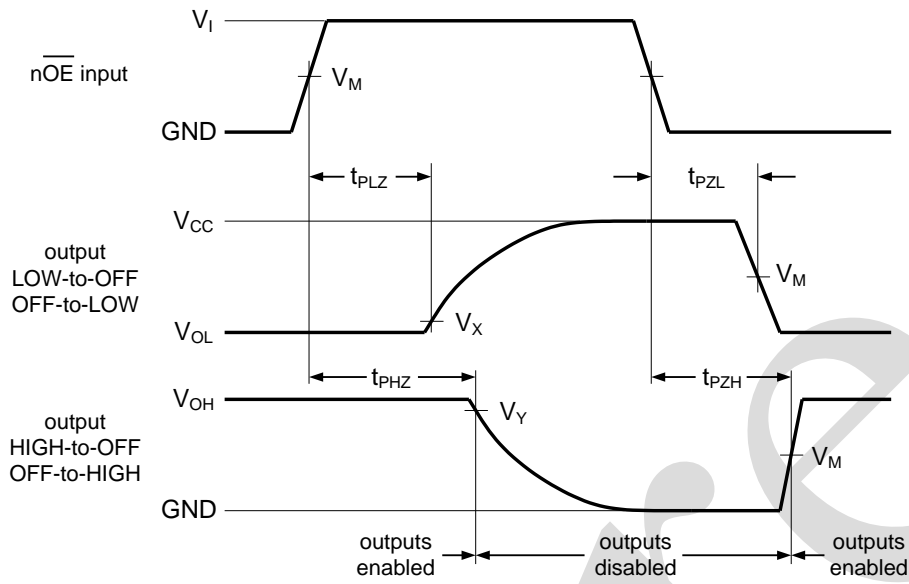 V_I
nO̅E̅ input
V_M
GND
t_PLZ
t_PZL
V_CC
output
LOW-to-OFF
OFF-to-LOW
V_M
V_X
V_OL
t_PHZ
t_PZH
V_OH
output
HIGH-to-OFF
OFF-to-HIGH
V_Y
V_M
GND
outputs
enabled
outputs
disabled
outputs
enabled